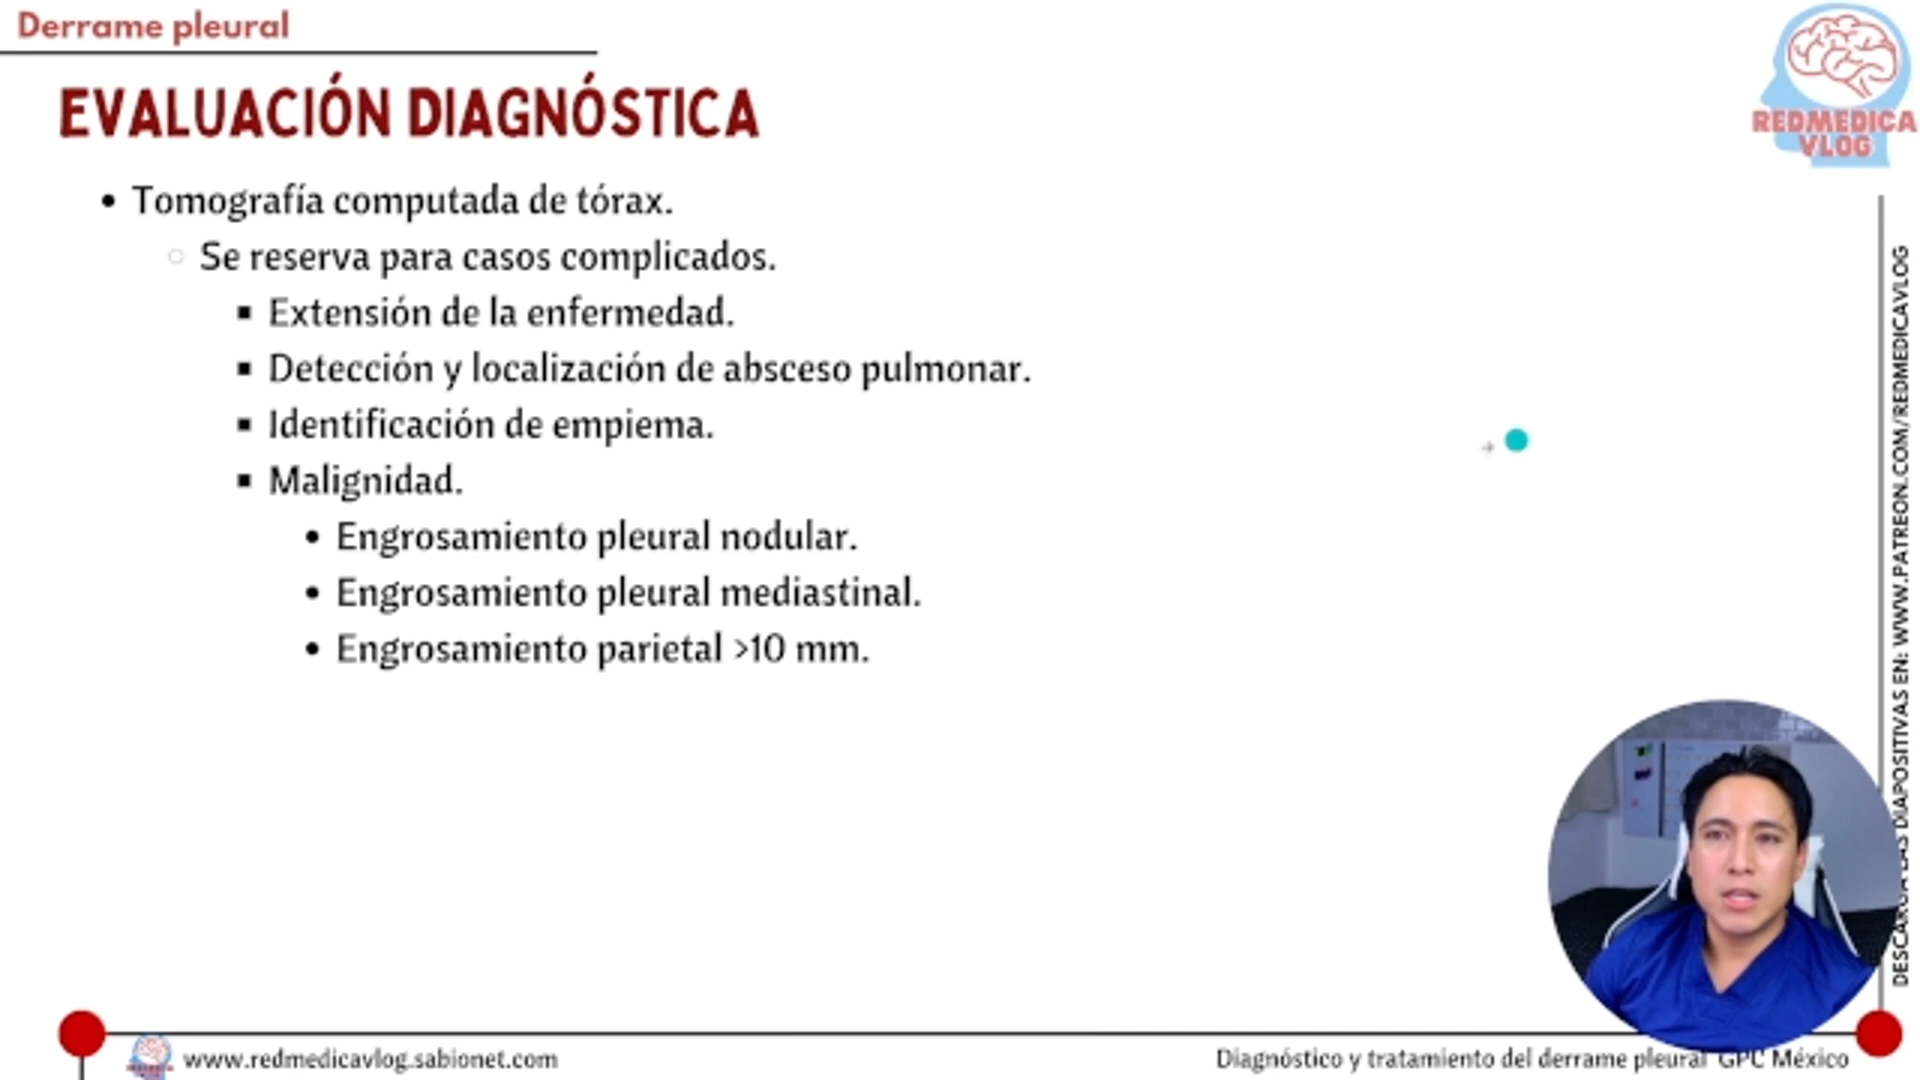 Derrame pleural
EVALUACIÓN DIAGNÓSTICA
REDMEDICA
VLOG
• Tomografía computada de tórax.
○ Se reserva para casos complicados.
▪ Extensión de la enfermedad.
▪ Detección y localización de absceso pulmonar.
▪ Identificación de empiema.
▪ Malignidad.
• Engrosamiento pleural nodular.
• Engrosamiento pleural mediastinal.
• Engrosamiento parietal >10 mm.
DESCARGA LAS DIAPOSITIVAS EN: WWW.PATREON.COM/REDMEDICAVLOG
www.redmedicavlog.sabionet.com
Diagnóstico y tratamiento del derrame pleural GPC México